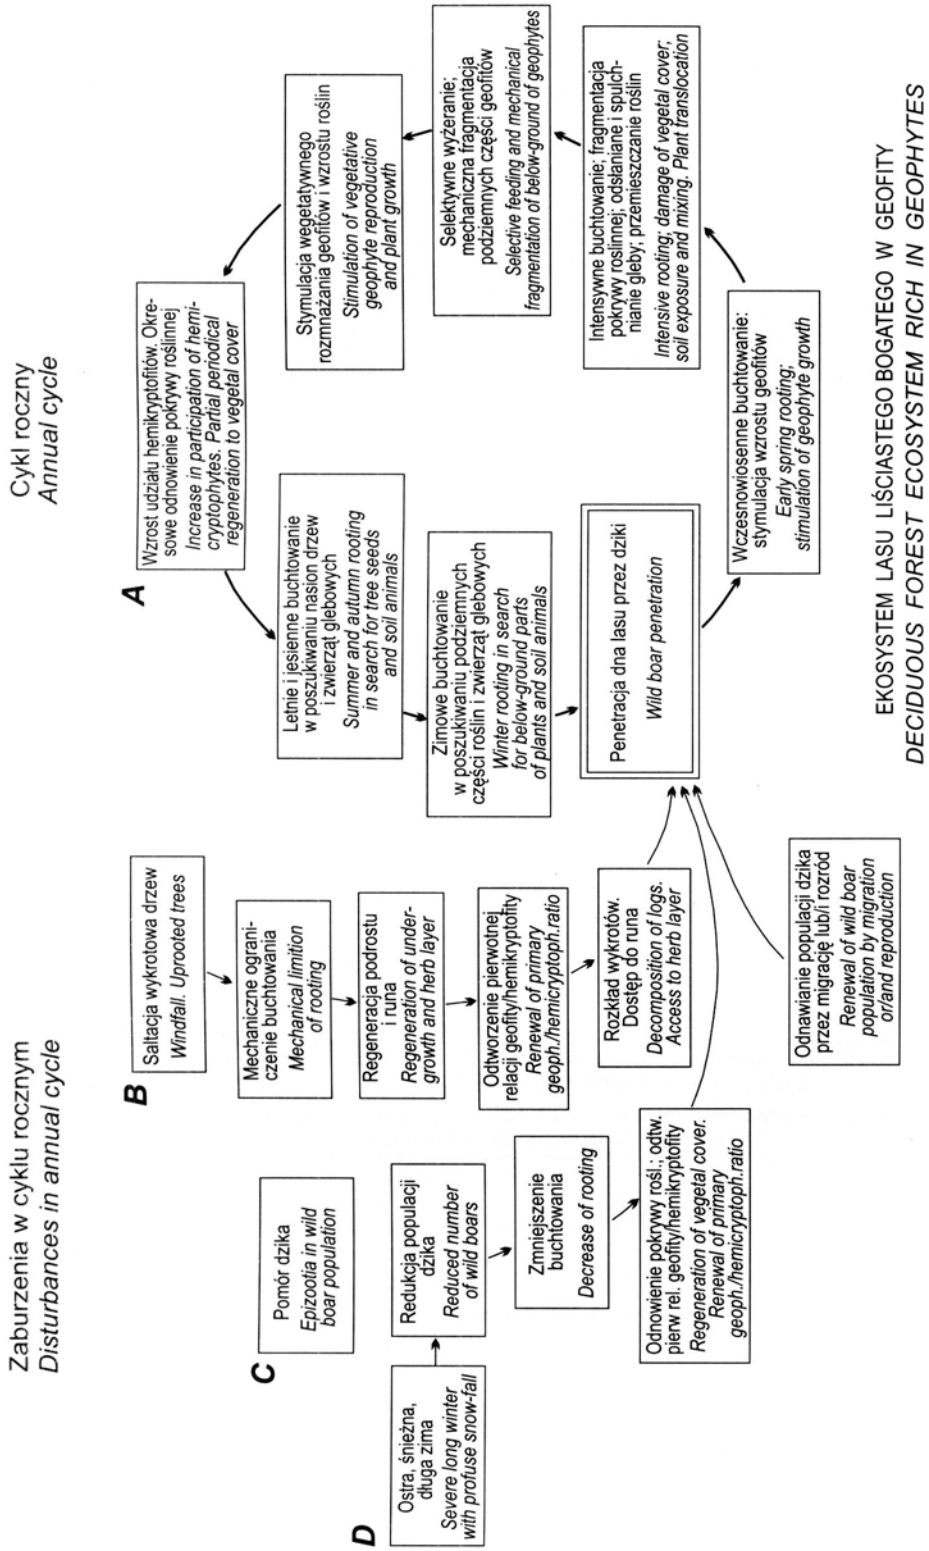 Zaburzenia w cyklu rocznym
Disturbances in annual cycle
Cykl roczny
Annual cycle
A
Wzrost udziału hemikryptofitów. Okre-
sowe odnowienie pokrywy roślinnej
Increase in participation of hemi-
cryptophytes. Partial periodical
regeneration to vegetal cover
Letnie i jesienne buchtowanie
w poszukiwaniu nasion drzew
i zwierząt glebowych
Summer and autumn rooting
in search for tree seeds
and soil animals
Zimowe buchtowanie
w poszukiwaniu podziemnych
części roślin i zwierząt glebowych
Winter rooting in search
for below-ground parts
of plants and soil animals
Penetracja dna lasu przez dziki
Wild boar penetration
Wczesnowiosenne buchtowanie:
stymulacja wzrostu geofitów
Early spring rooting;
stimulation of geophyte growth
Intensywne buchtowanie; fragmentacja
pokrywy roślinnej; odsłaniane i spulch-
nianie gleby; przemieszczanie roślin
Intensive rooting; damage of vegetal cover;
soil exposure and mixing. Plant translocation
Selektywne wyżeranie;
mechaniczna fragmentacja
podziemnych części geofitów
Selective feeding and mechanical
fragmentation of below-ground of geophytes
Stymulacja wegetatywnego
rozmnażania geofitów i wzrostu roślin
Stimulation of vegetative
geophyte reproduction
and plant growth
B
Saltacja wykrotowa drzew
Windfall. Uprooted trees
Mechaniczne ograni-
czenie buchtowania
Mechanical limition
of rooting
Regeneracja podrostu
i runa
Regeneration of under-
growth and herb layer
Odtworzenie pierwotnej
relacji geofity/hemikryptofity
Renewal of primary
geoph./hemicryptoph.ratio
Rozkład wykrotów.
Dostęp do runa
Decomposition of logs.
Access to herb layer
C
Pomór dzika
Epizootia in wild
boar population
D
Ostra, śnieżna,
długa zima
Severe long winter
with profuse snow-fall
Redukcja populacji
dzika
Reduced number
of wild boars
Zmniejszenie
buchtowania
Decrease of rooting
Odnowienie pokrywy rośl.; odtw.
pierw rel. geofity/hemikryptofity
Regeneration of vegetal cover.
Renewal of primary
geoph./hemicryptoph.ratio
Odnawianie populacji dzika
przez migrację lub/i rozród
Renewal of wild boar
population by migration
or/and reproduction
EKOSYSTEM LASU LIŚCIASTEGO BOGATEGO W GEOFITY
DECIDUOUS FOREST ECOSYSTEM RICH IN GEOPHYTES